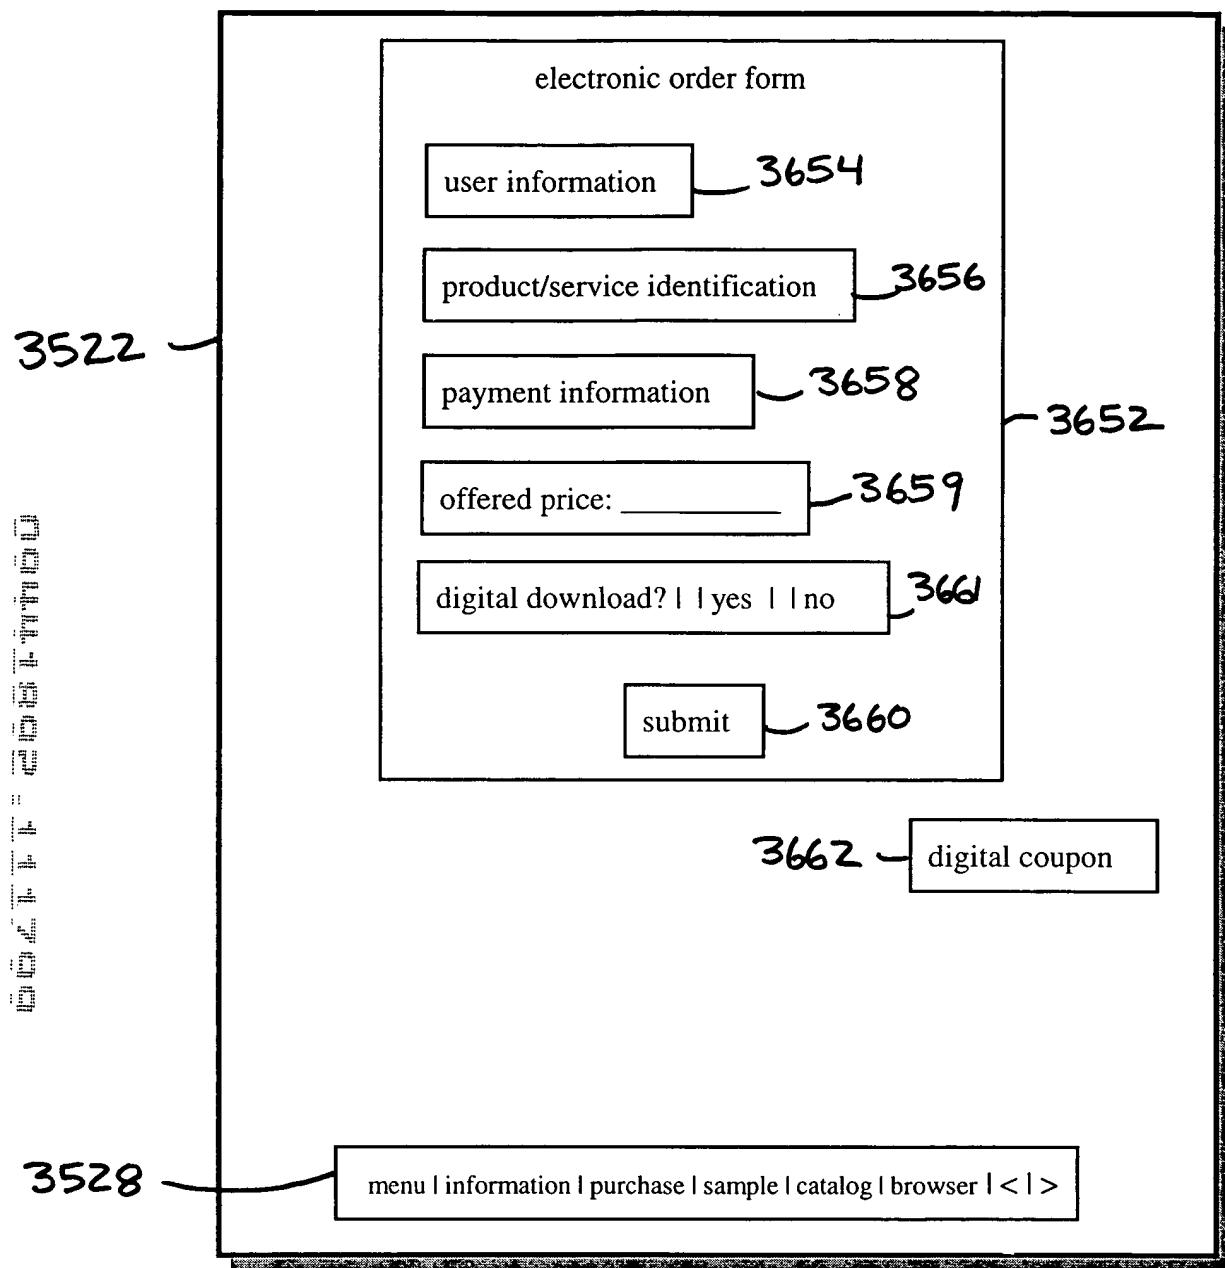 electronic order form
user information 3654
product/service identification 3656
3522
payment information 3658
3652
offered price: __________ 3659
digital download? | | yes | | no 3661
submit 3660
3662 digital coupon
3528
menu | information | purchase | sample | catalog | browser | < | >